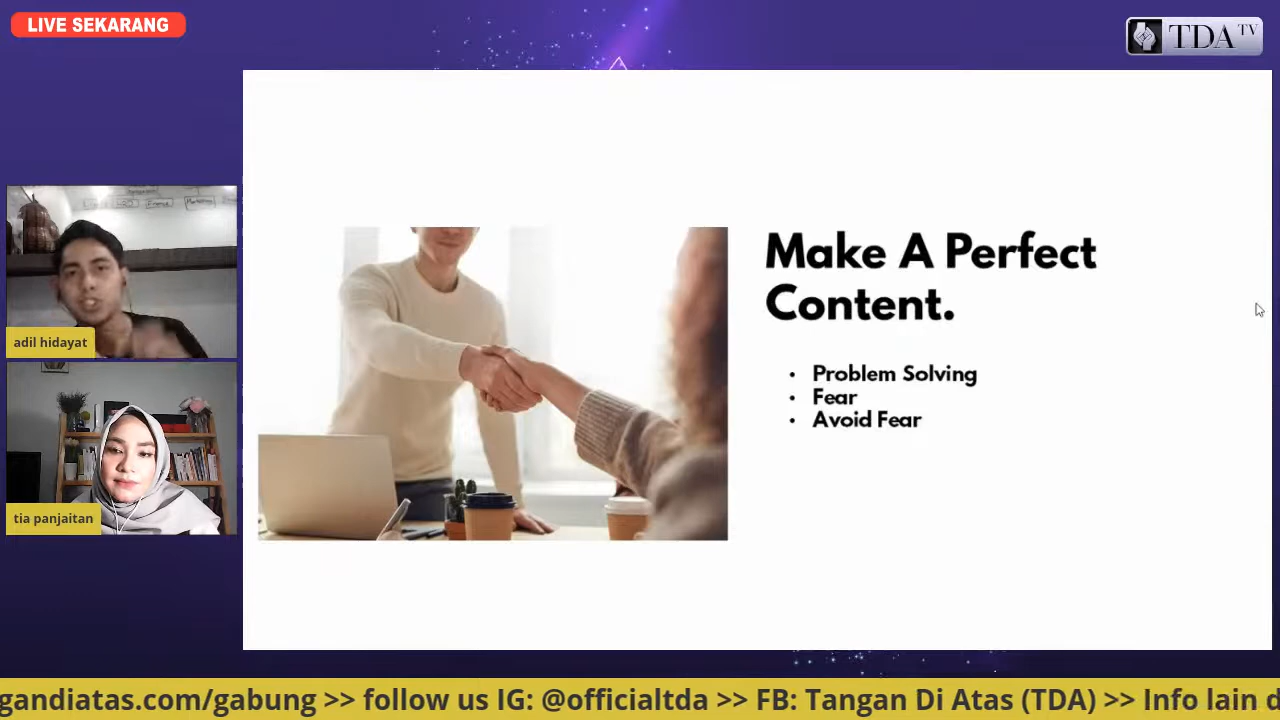 LIVE SEKARANG
TDA TV
adil hidayat
tia panjaitan
Make A Perfect
Content.
• Problem Solving
• Fear
• Avoid Fear
gandiatas.com/gabung >> follow us IG: @officialtda >> FB: Tangan Di Atas (TDA) >> Info lain d